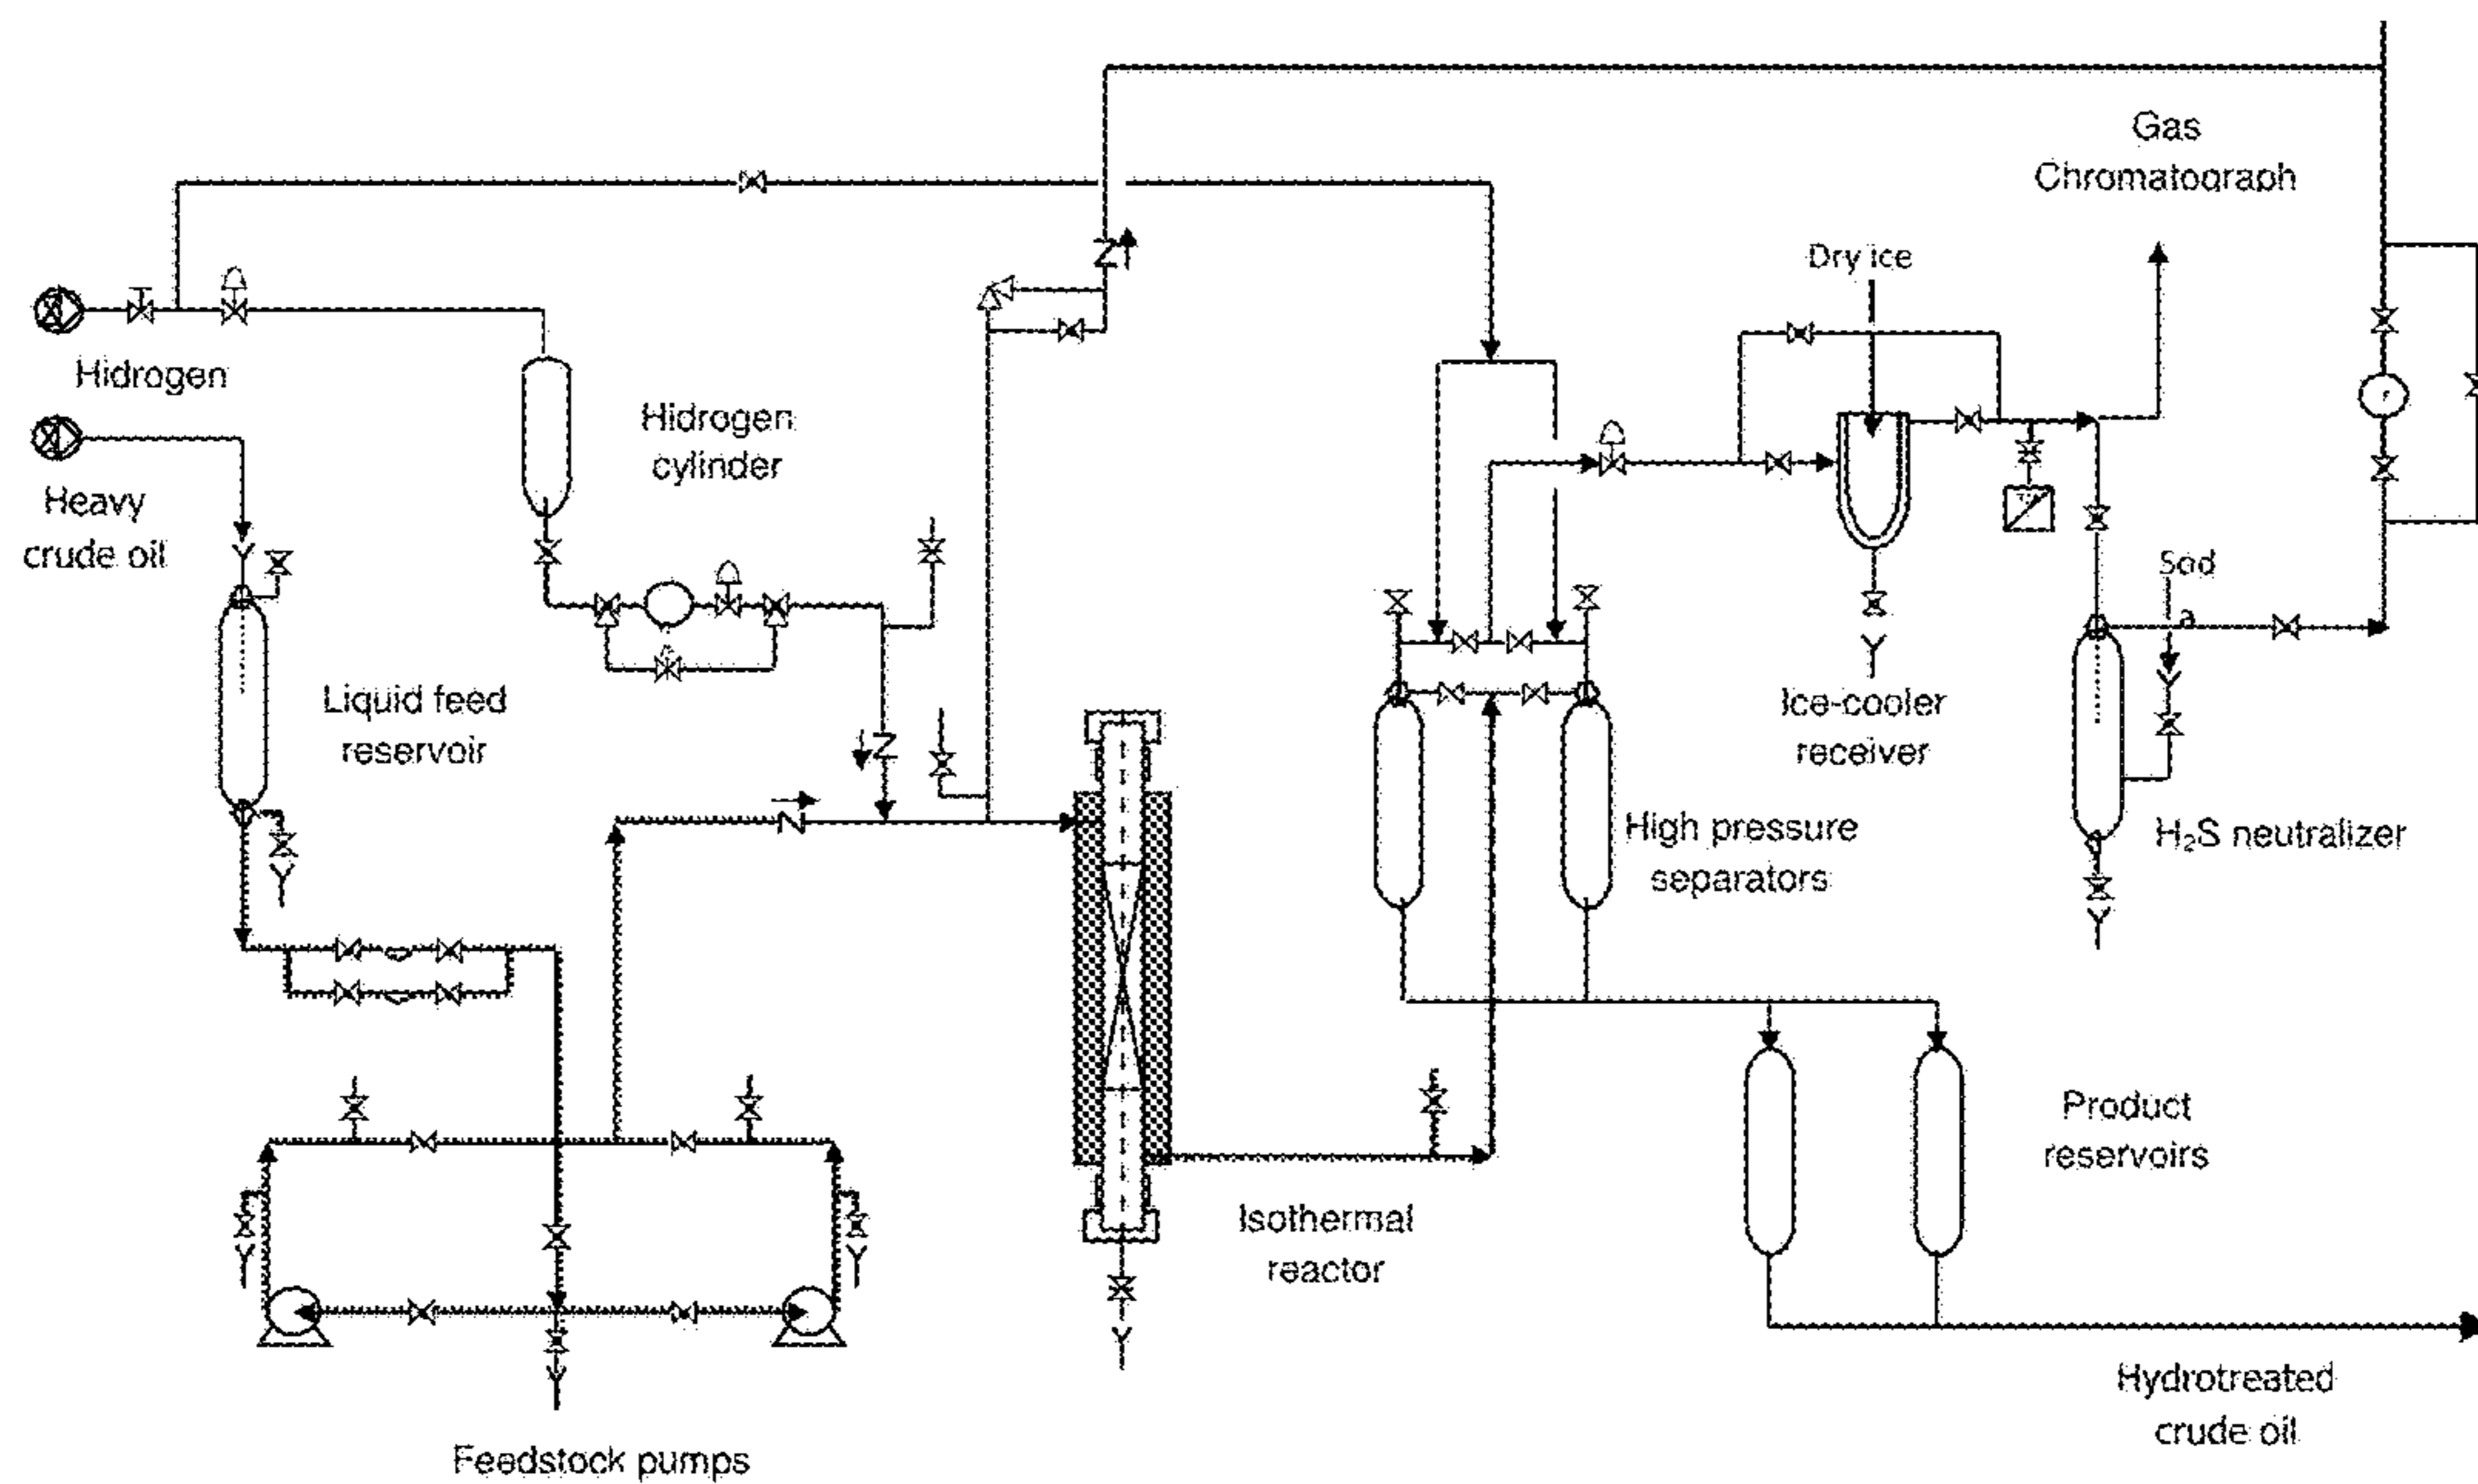 Gas
Chromatograph
Dry ice
Hidrogen
Hidrogen
cylinder
Heavy
crude oil
Sod
a
Liquid feed
reservoir
Ice-cooler
receiver
High pressure
separators
H₂S neutralizer
Product
reservoirs
Isothermal
reactor
Hydrotreated
crude oil
Feedstock pumps